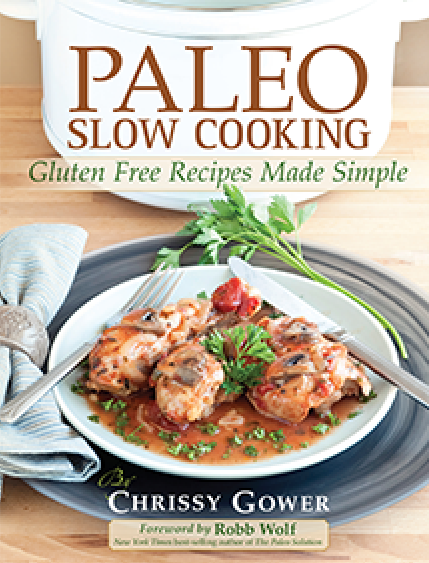 PALEO
SLOW COOKING
Gluten Free Recipes Made Simple
By
CHRISSY GOWER
Foreword by Robb Wolf
New York Times best-selling author of The Paleo Solution